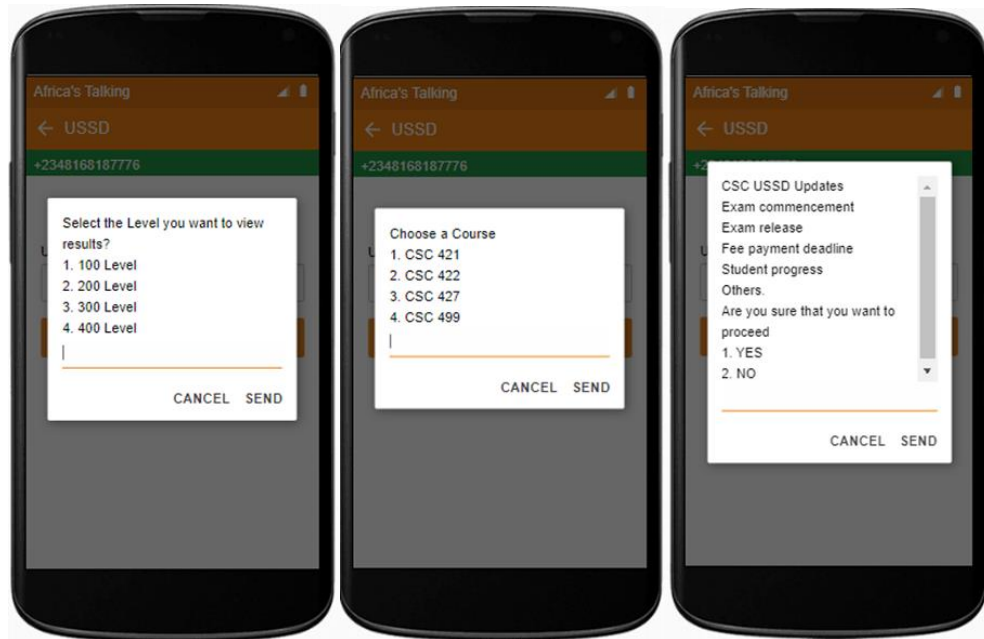 Africa's Talking
← USSD
+2348168187776
Select the Level you want to view
results?
1. 100 Level
2. 200 Level
3. 300 Level
4. 400 Level
CANCEL SEND
Africa's Talking
← USSD
+2348168187776
Choose a Course
1. CSC 421
2. CSC 422
3. CSC 427
4. CSC 499
CANCEL SEND
Africa's Talking
← USSD
CSC USSD Updates
Exam commencement
Exam release
Fee payment deadline
Student progress
Others.
Are you sure that you want to
proceed
1. YES
2. NO
CANCEL SEND